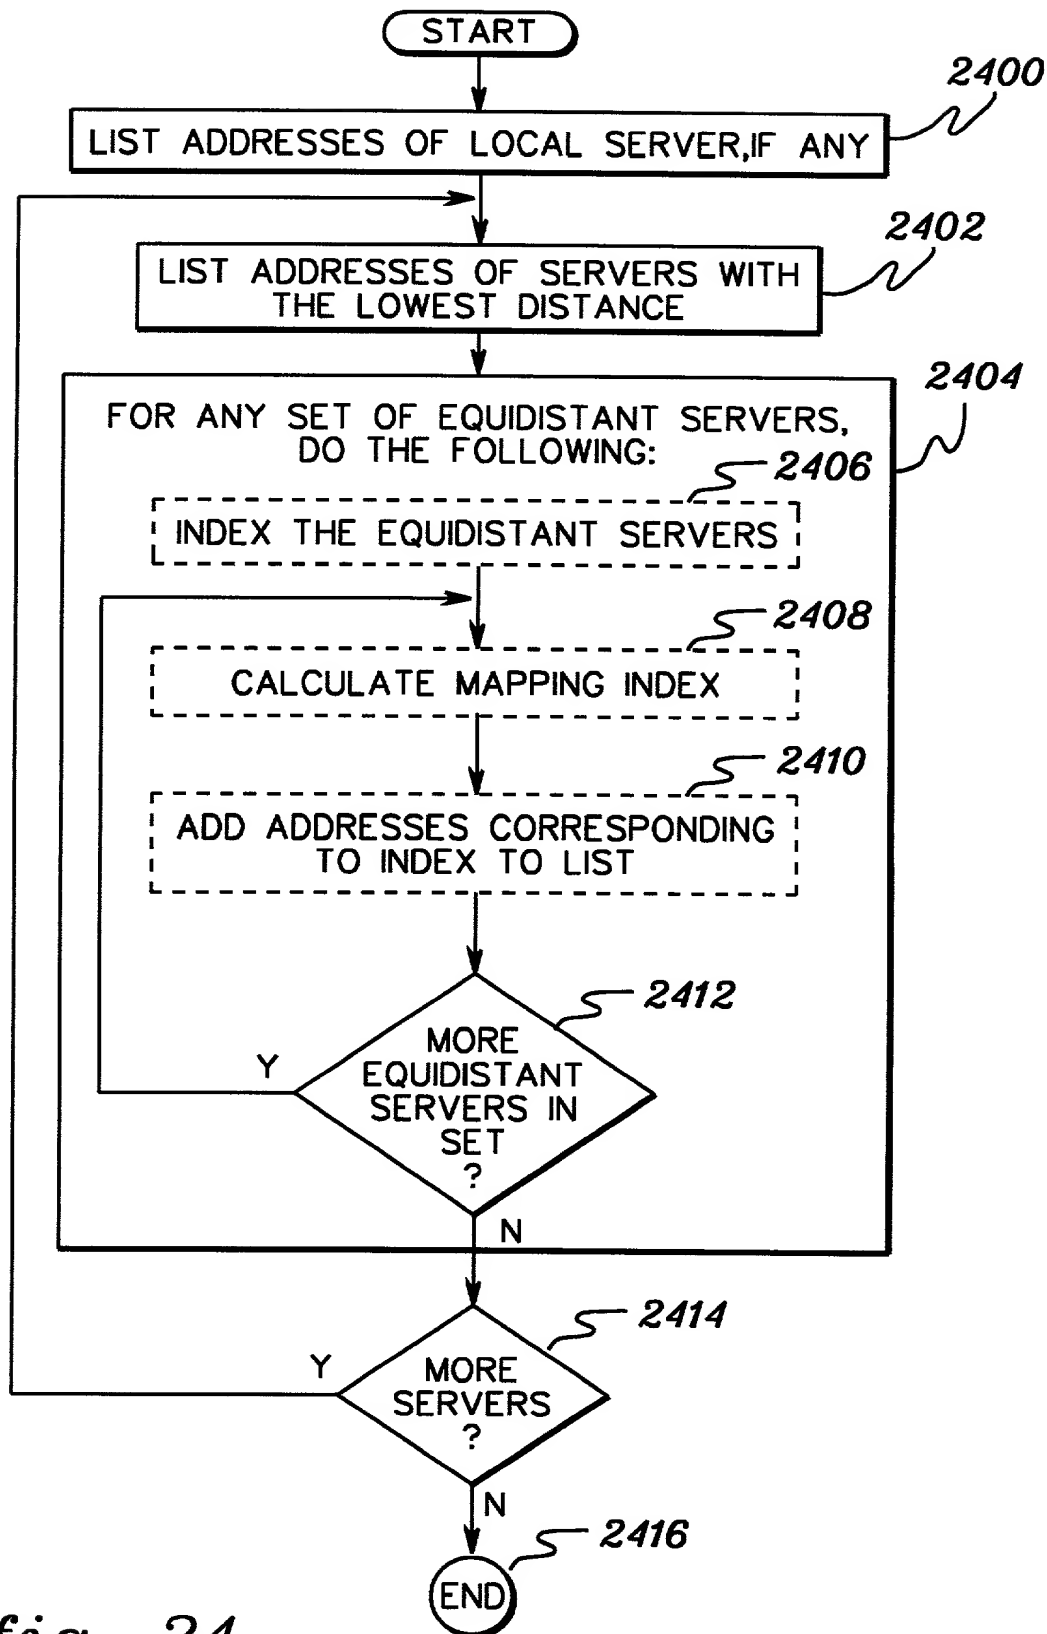 START
2400
LIST ADDRESSES OF LOCAL SERVER,IF ANY
2402
LIST ADDRESSES OF SERVERS WITH
THE LOWEST DISTANCE
2404
FOR ANY SET OF EQUIDISTANT SERVERS,
DO THE FOLLOWING:
2406
INDEX THE EQUIDISTANT SERVERS
2408
CALCULATE MAPPING INDEX
2410
ADD ADDRESSES CORRESPONDING
TO INDEX TO LIST
2412
MORE
EQUIDISTANT
SERVERS IN
SET
?
Y
N
2414
MORE
SERVERS
?
Y
N
2416
END
fig. 24